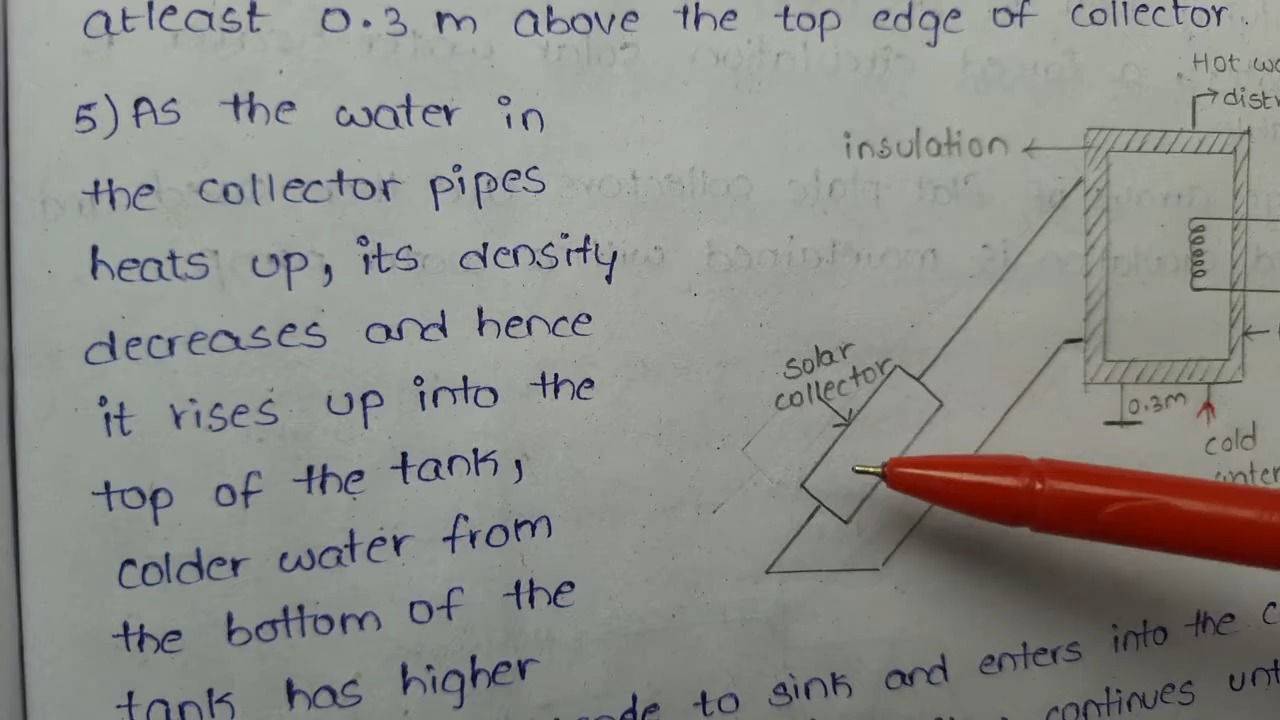 atleast 0.3 m above the top edge of collector.
5) As the water in
the collector pipes
heats up, its density
decreases and hence
it rises up into the
top of the tank,
colder water from
the bottom of the
tank has higher
to sink and enters into the
continues
Hot
insulation
solar
collector
0.3m
cold